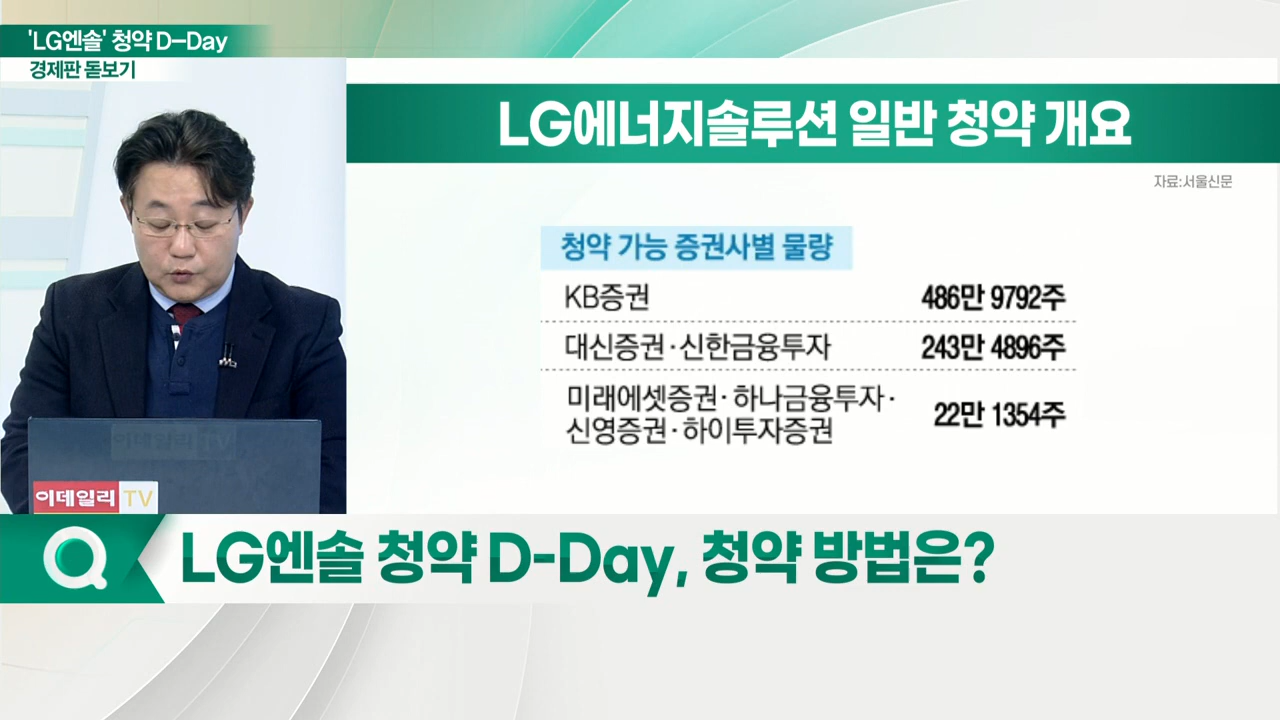 'LG엔솔' 청약 D-Day
경제판 돋보기
LG에너지솔루션 일반 청약 개요
자료:서울신문
청약 가능 증권사별 물량
KB증권 486만 9792주
대신증권·신한금융투자 243만 4896주
미래에셋증권·하나금융투자·
신영증권·하이투자증권 22만 1354주
이데일리 TV
이데일리 TV
LG엔솔 청약 D-Day, 청약 방법은?